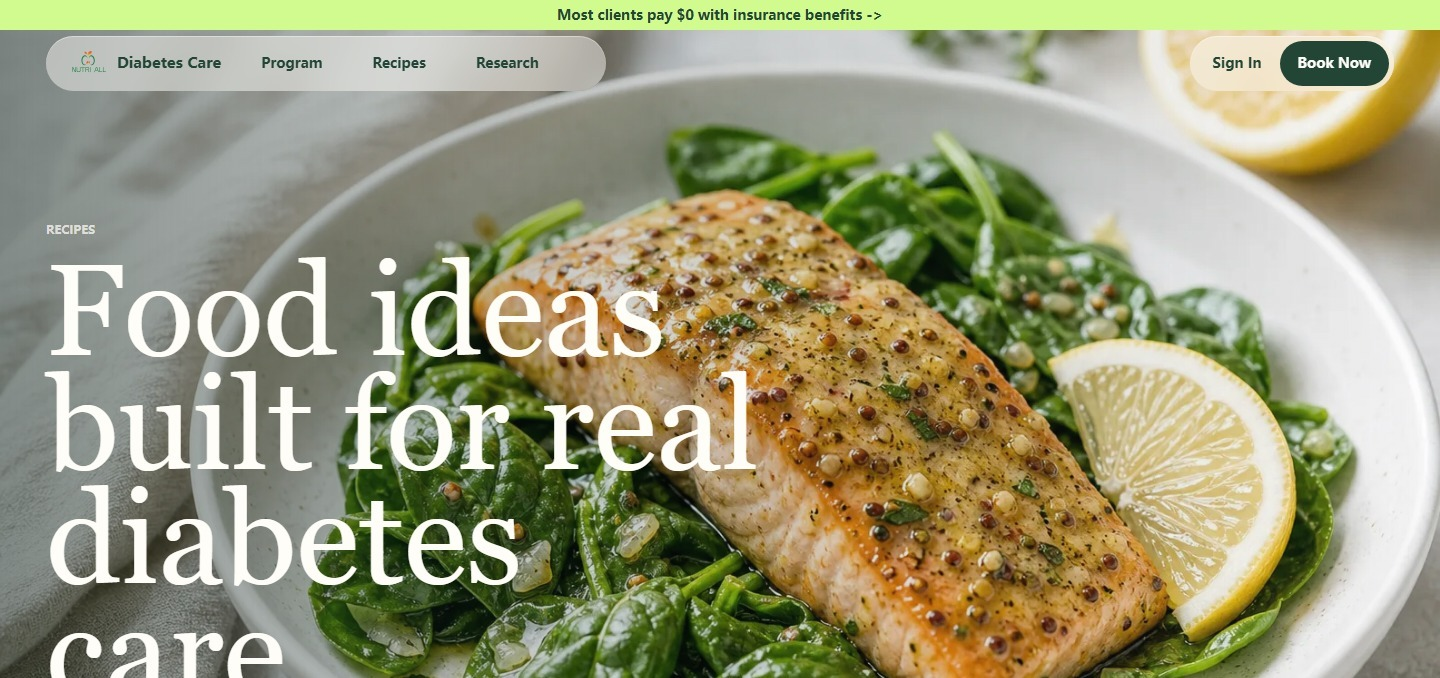 Most clients pay $0 with insurance benefits ->
NUTRI ALL
Diabetes Care
Program
Recipes
Research
Sign In
Book Now
RECIPES
Food ideas
built for real
diabetes
care